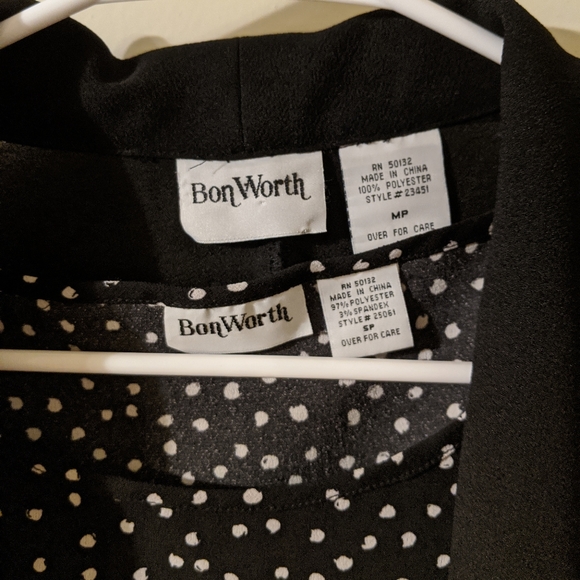 BonWorth
RN 50132
MADE IN CHINA
100% POLYESTER
STYLE#23451
MP
OVER FOR CARE
BonWorth
RN 50132
MADE IN CHINA
97% POLYESTER
3% SPANDEX
STYLE# 25061
SP
OVER FOR CARE